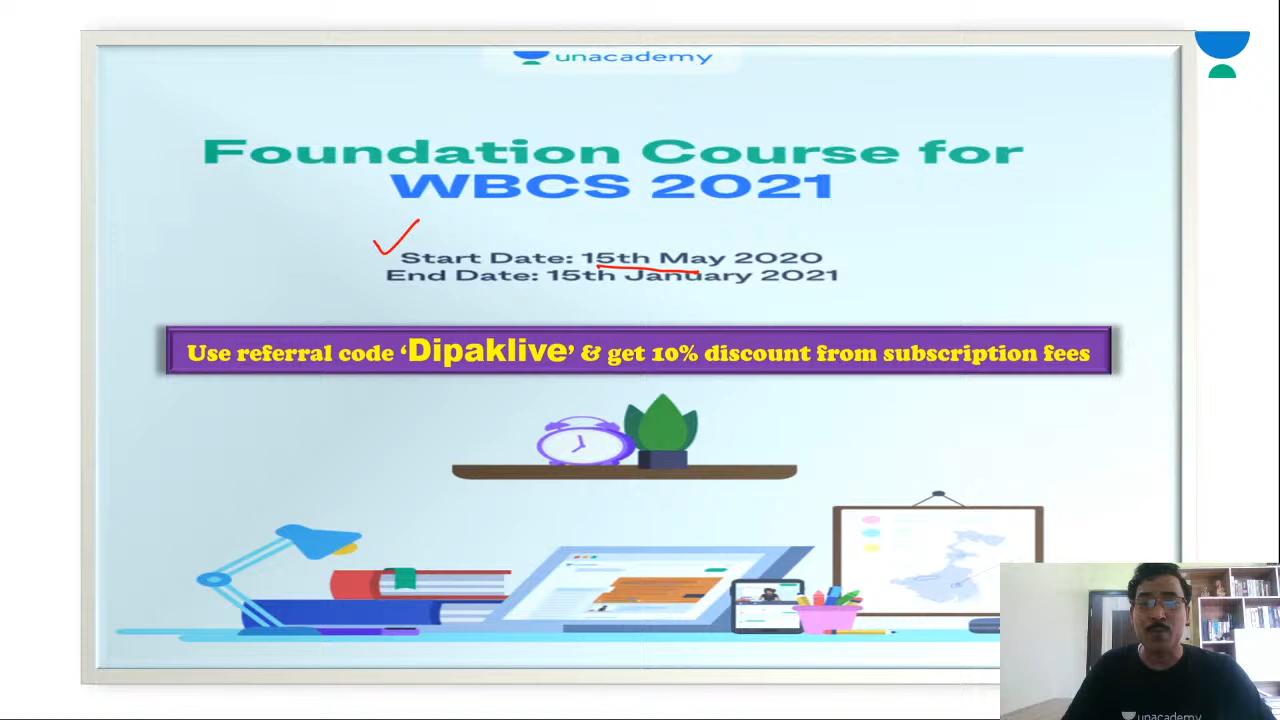 unacademy
Foundation Course for
WBCS 2021
Start Date: 15th May 2020
End Date: 15th January 2021
Use referral code ‘Dipaklive’ & get 10% discount from subscription fees
unacademy